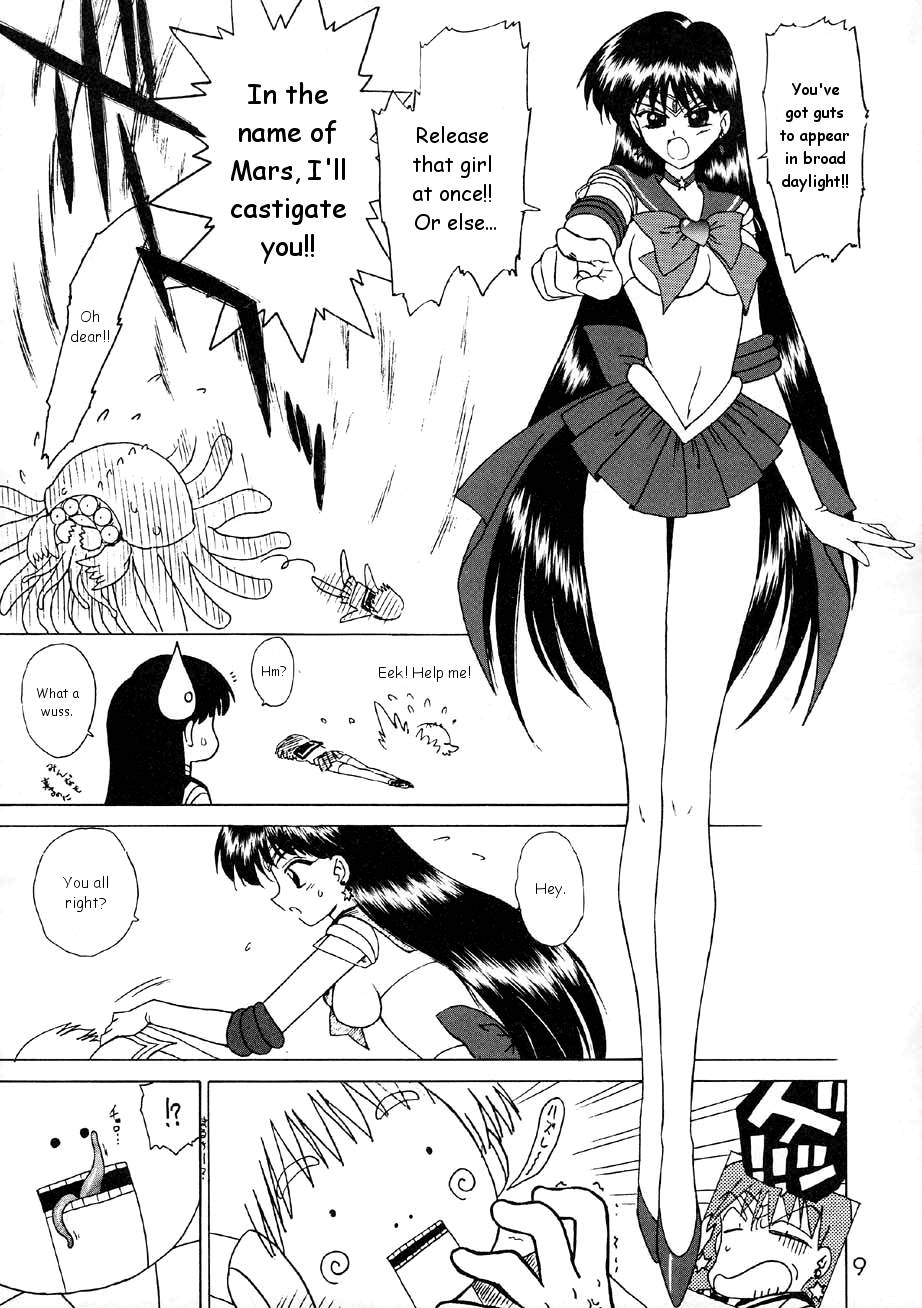 You've
got guts
to appear
in broad
daylight!!
Release
that girl
at once!!
Or else...
In the
name of
Mars, I'll
castigate
you!!
Oh
dear!!
Eek! Help me!
Hm?
What a
wuss.
Hey.
You all
right?
!?
9